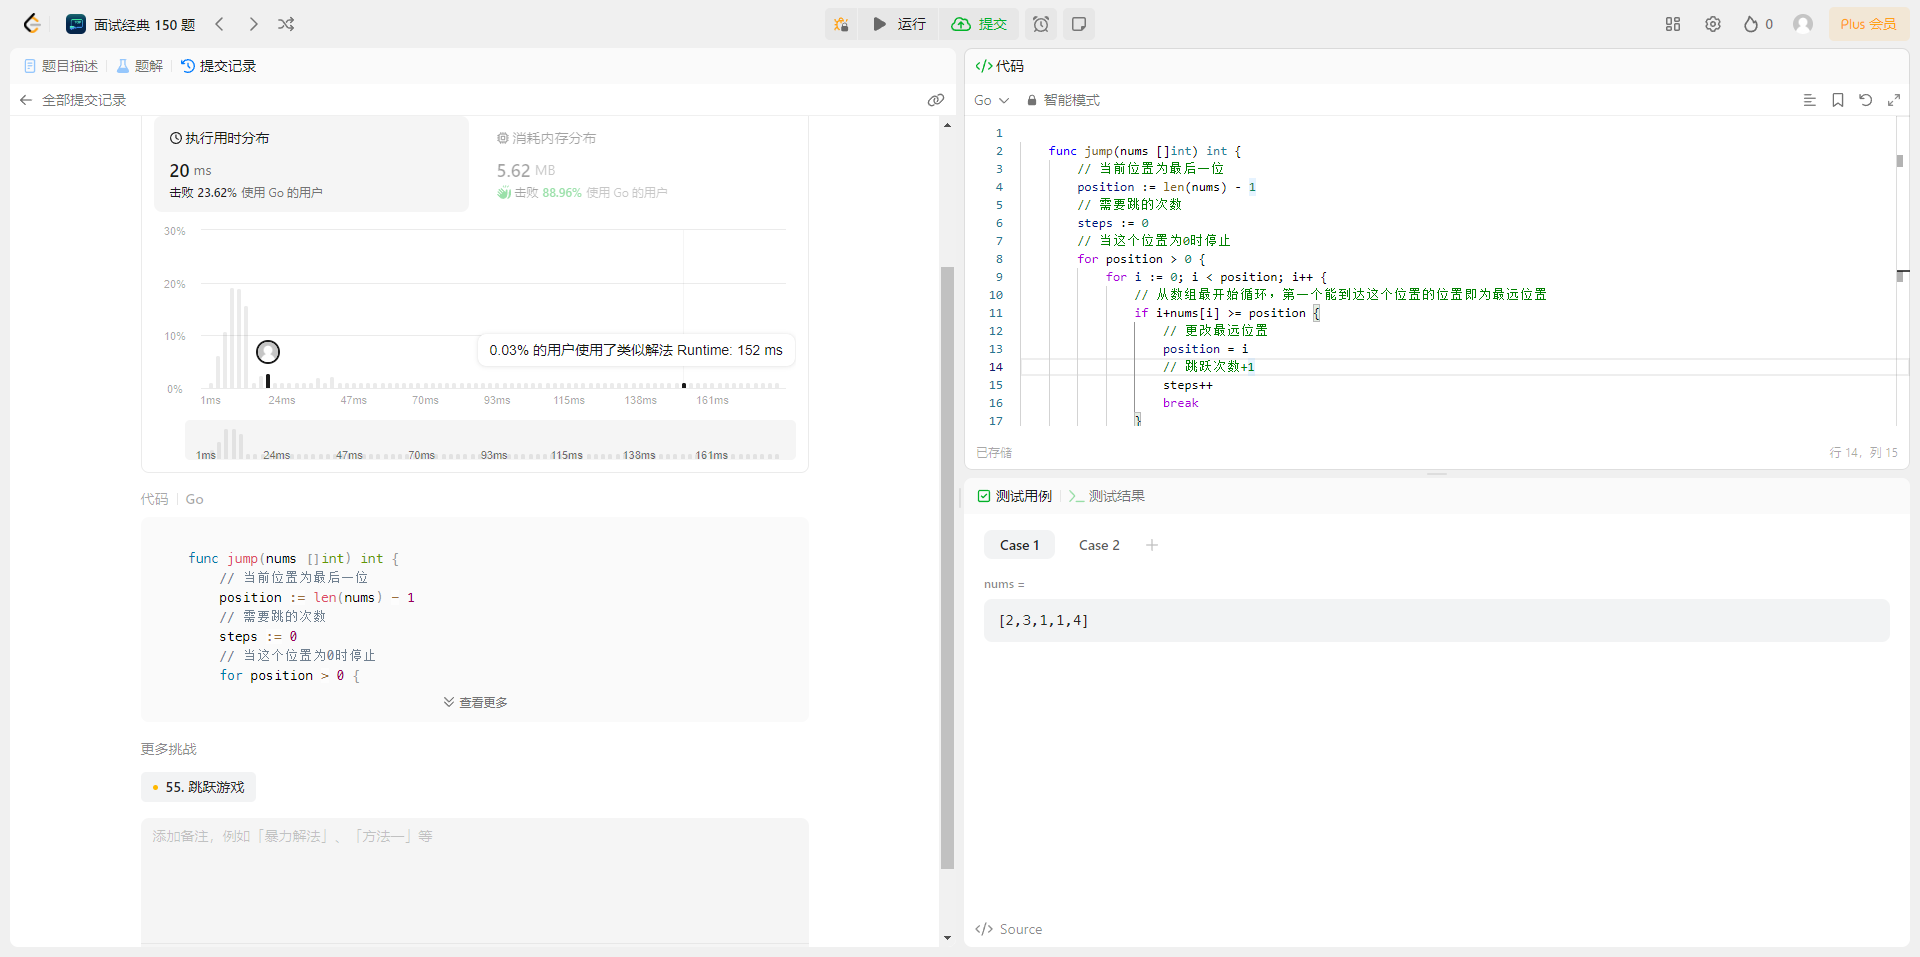 面试经典 150 题
运行
提交
0
Plus 会员
题目描述
题解
提交记录
全部提交记录
执行用时分布
20 ms
击败 23.62% 使用 Go 的用户
消耗内存分布
5.62 MB
击败 88.96% 使用 Go 的用户
30%
20%
10%
0%
0.03% 的用户使用了类似解法 Runtime: 152 ms
1ms 24ms 47ms 70ms 93ms 115ms 138ms 161ms
1ms 24ms 47ms 70ms 93ms 115ms 138ms 161ms
代码 Go
func jump(nums []int) int {
// 当前位置为最后一位
position := len(nums) - 1
// 需要跳的次数
steps := 0
// 当这个位置为0时停止
for position > 0 {
查看更多
更多挑战
55. 跳跃游戏
添加备注，例如「暴力解法」、「方法一」等
代码
Go 智能模式
1
2 func jump(nums []int) int {
3 // 当前位置为最后一位
4 position := len(nums) - 1
5 // 需要跳的次数
6 steps := 0
7 // 当这个位置为0时停止
8 for position > 0 {
9 for i := 0; i < position; i++ {
10 // 从数组最开始循环，第一个能到达这个位置的位置即为最远位置
11 if i+nums[i] >= position {
12 // 更改最远位置
13 position = i
14 // 跳跃次数+1
15 steps++
16 break
17 }
已存储
行 14, 列 15
测试用例
测试结果
Case 1 Case 2
nums =
[2,3,1,1,4]
Source